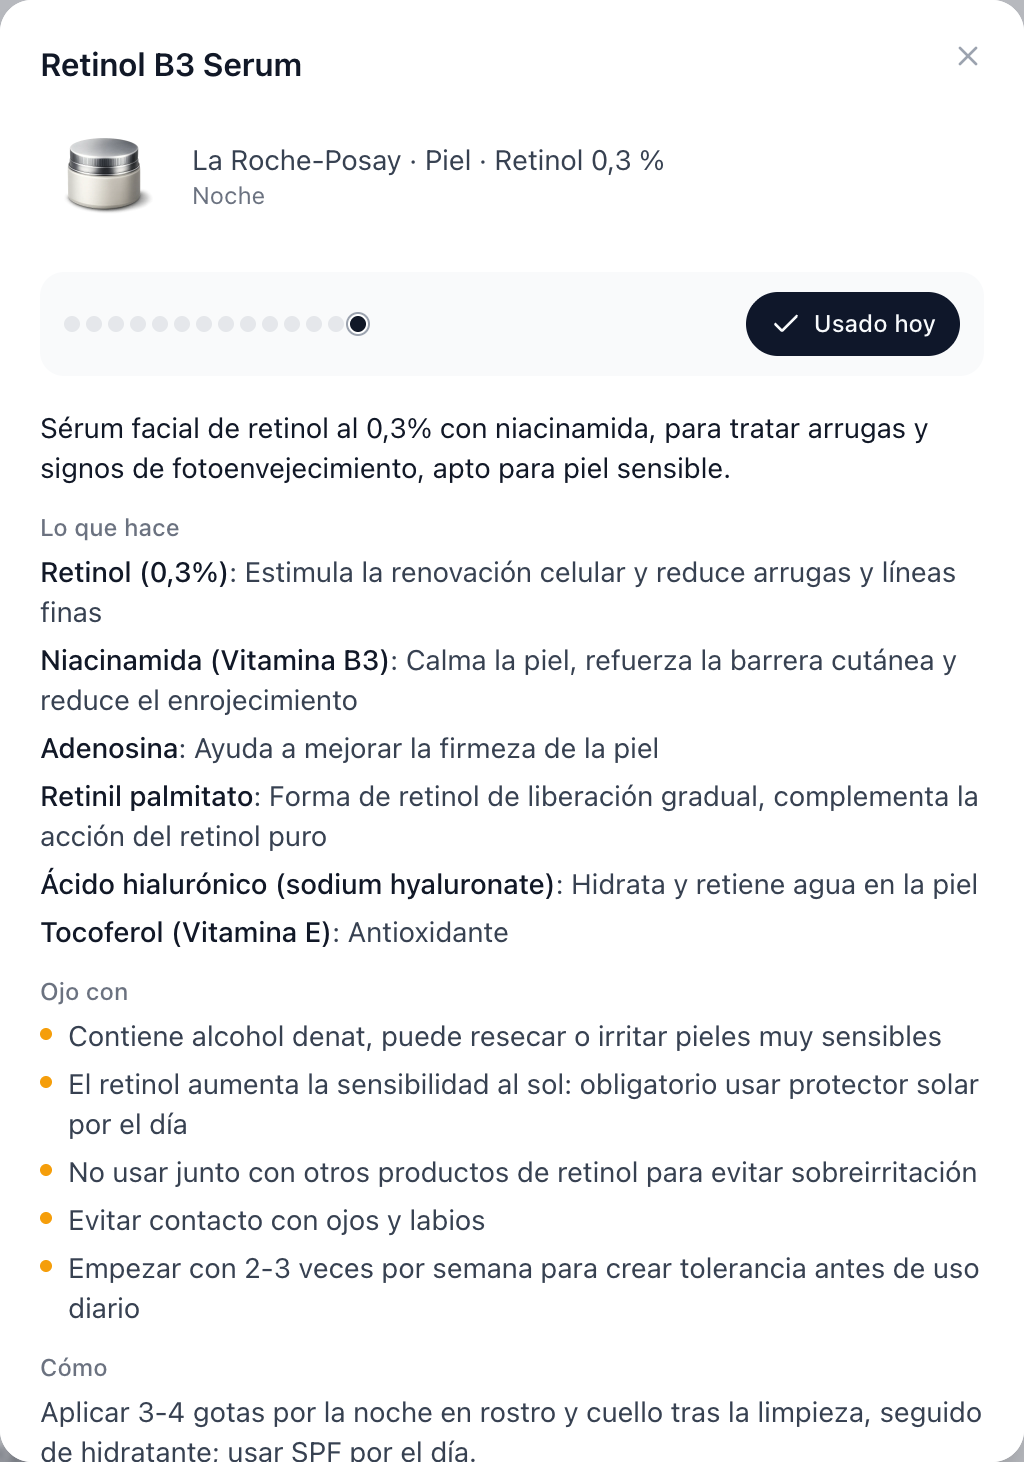 Retinol B3 Serum
La Roche-Posay · Piel · Retinol 0,3 %
Noche
Usado hoy
Sérum facial de retinol al 0,3% con niacinamida, para tratar arrugas y
signos de fotoenvejecimiento, apto para piel sensible.
Lo que hace
Retinol (0,3%): Estimula la renovación celular y reduce arrugas y líneas
finas
Niacinamida (Vitamina B3): Calma la piel, refuerza la barrera cutánea y
reduce el enrojecimiento
Adenosina: Ayuda a mejorar la firmeza de la piel
Retinil palmitato: Forma de retinol de liberación gradual, complementa la
acción del retinol puro
Ácido hialurónico (sodium hyaluronate): Hidrata y retiene agua en la piel
Tocoferol (Vitamina E): Antioxidante
Ojo con
Contiene alcohol denat, puede resecar o irritar pieles muy sensibles
El retinol aumenta la sensibilidad al sol: obligatorio usar protector solar
por el día
No usar junto con otros productos de retinol para evitar sobreirritación
Evitar contacto con ojos y labios
Empezar con 2-3 veces por semana para crear tolerancia antes de uso
diario
Cómo
Aplicar 3-4 gotas por la noche en rostro y cuello tras la limpieza, seguido
de hidratante; usar SPF por el día.